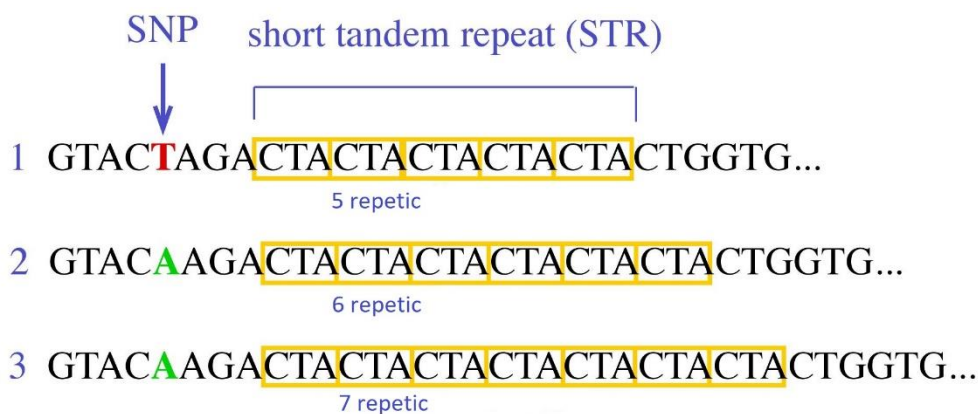 SNP short tandem repeat (STR)
1 GTACTAGACTACTACTACTACTACTGGTG...
5 repetic
2 GTACAAGACTACTACTACTACTACTACTGGTG...
6 repetic
3 GTACAAGACTACTACTACTACTACTACTACTGGTG...
7 repetic